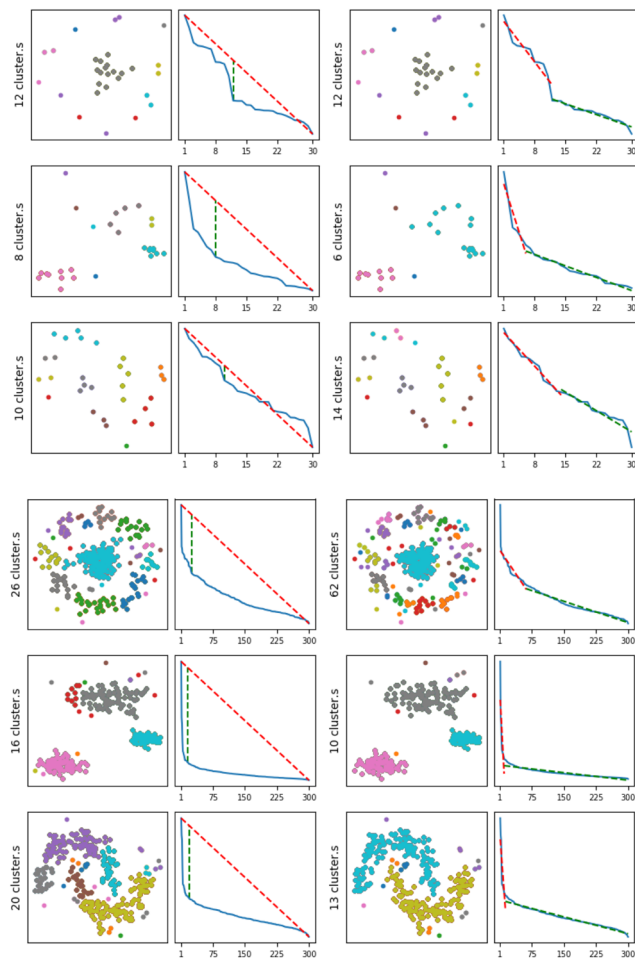 12 cluster.s
1 8 15 22 30
12 cluster.s
1 8 15 22 30
8 cluster.s
1 8 15 22 30
6 cluster.s
1 8 15 22 30
10 cluster.s
1 8 15 22 30
14 cluster.s
1 8 15 22 30
26 cluster.s
1 75 150 225 300
62 cluster.s
1 75 150 225 300
16 cluster.s
1 75 150 225 300
10 cluster.s
1 75 150 225 300
20 cluster.s
1 75 150 225 300
13 cluster.s
1 75 150 225 300